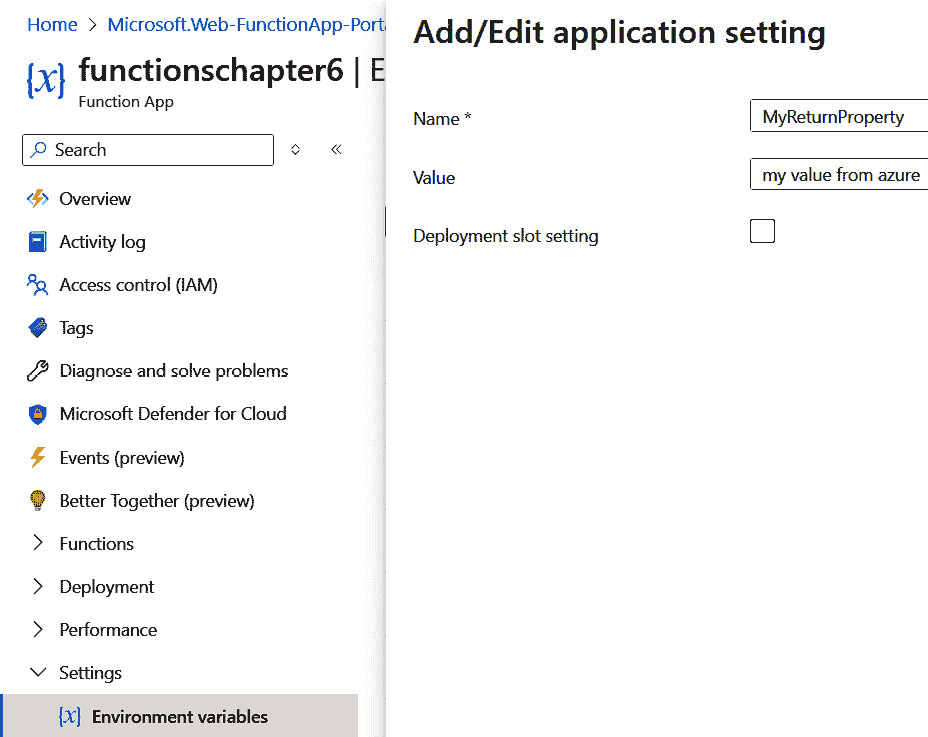 Home > Microsoft.Web-FunctionApp-Porta
functionschapter6 | E
Function App
Search
Overview
Activity log
Access control (IAM)
Tags
Diagnose and solve problems
Microsoft Defender for Cloud
Events (preview)
Better Together (preview)
Functions
Deployment
Performance
Settings
Environment variables
Add/Edit application setting
Name *
MyReturnProperty
Value
my value from azure
Deployment slot setting